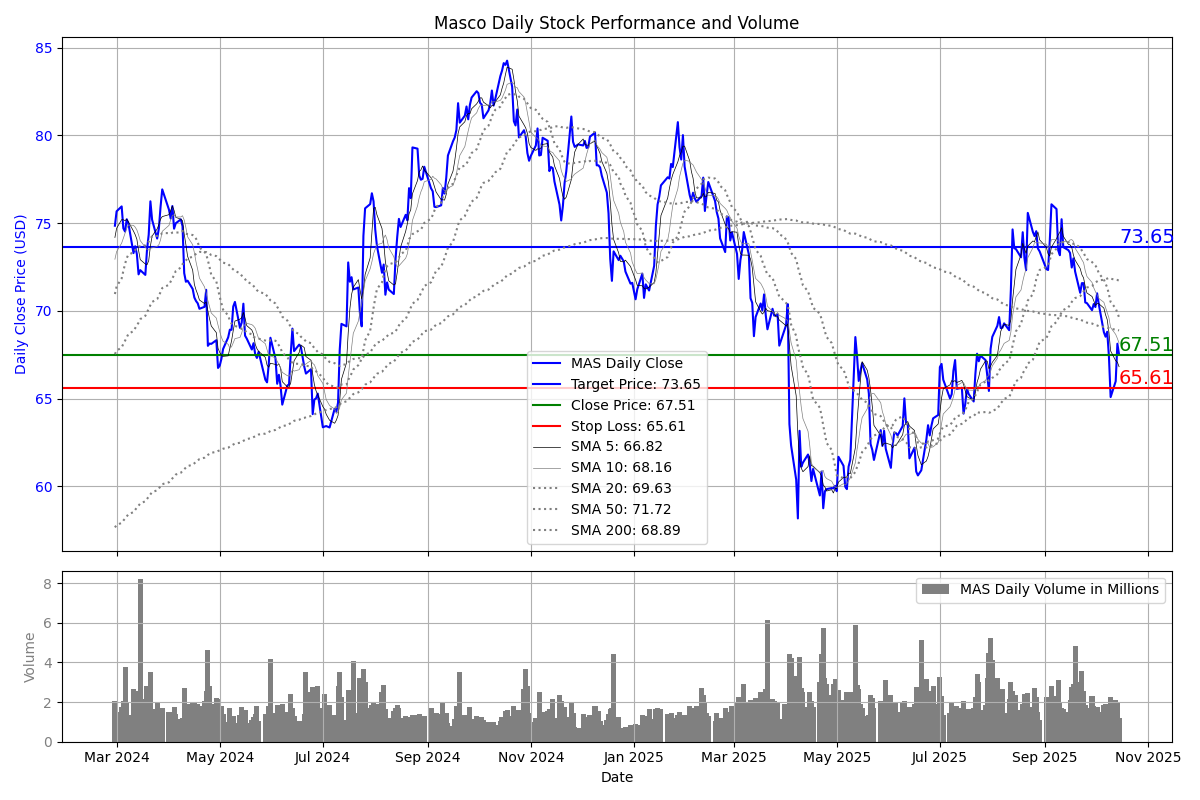 Masco Daily Stock Performance and Volume
Daily Close Price (USD)
85
80
75
70
65
60
73.65
67.51
65.61
MAS Daily Close
Target Price: 73.65
Close Price: 67.51
Stop Loss: 65.61
SMA 5: 66.82
SMA 10: 68.16
SMA 20: 69.63
SMA 50: 71.72
SMA 200: 68.89
Volume
8
6
4
2
0
MAS Daily Volume in Millions
Mar 2024 May 2024 Jul 2024 Sep 2024 Nov 2024 Jan 2025 Mar 2025 May 2025 Jul 2025 Sep 2025 Nov 2025
Date